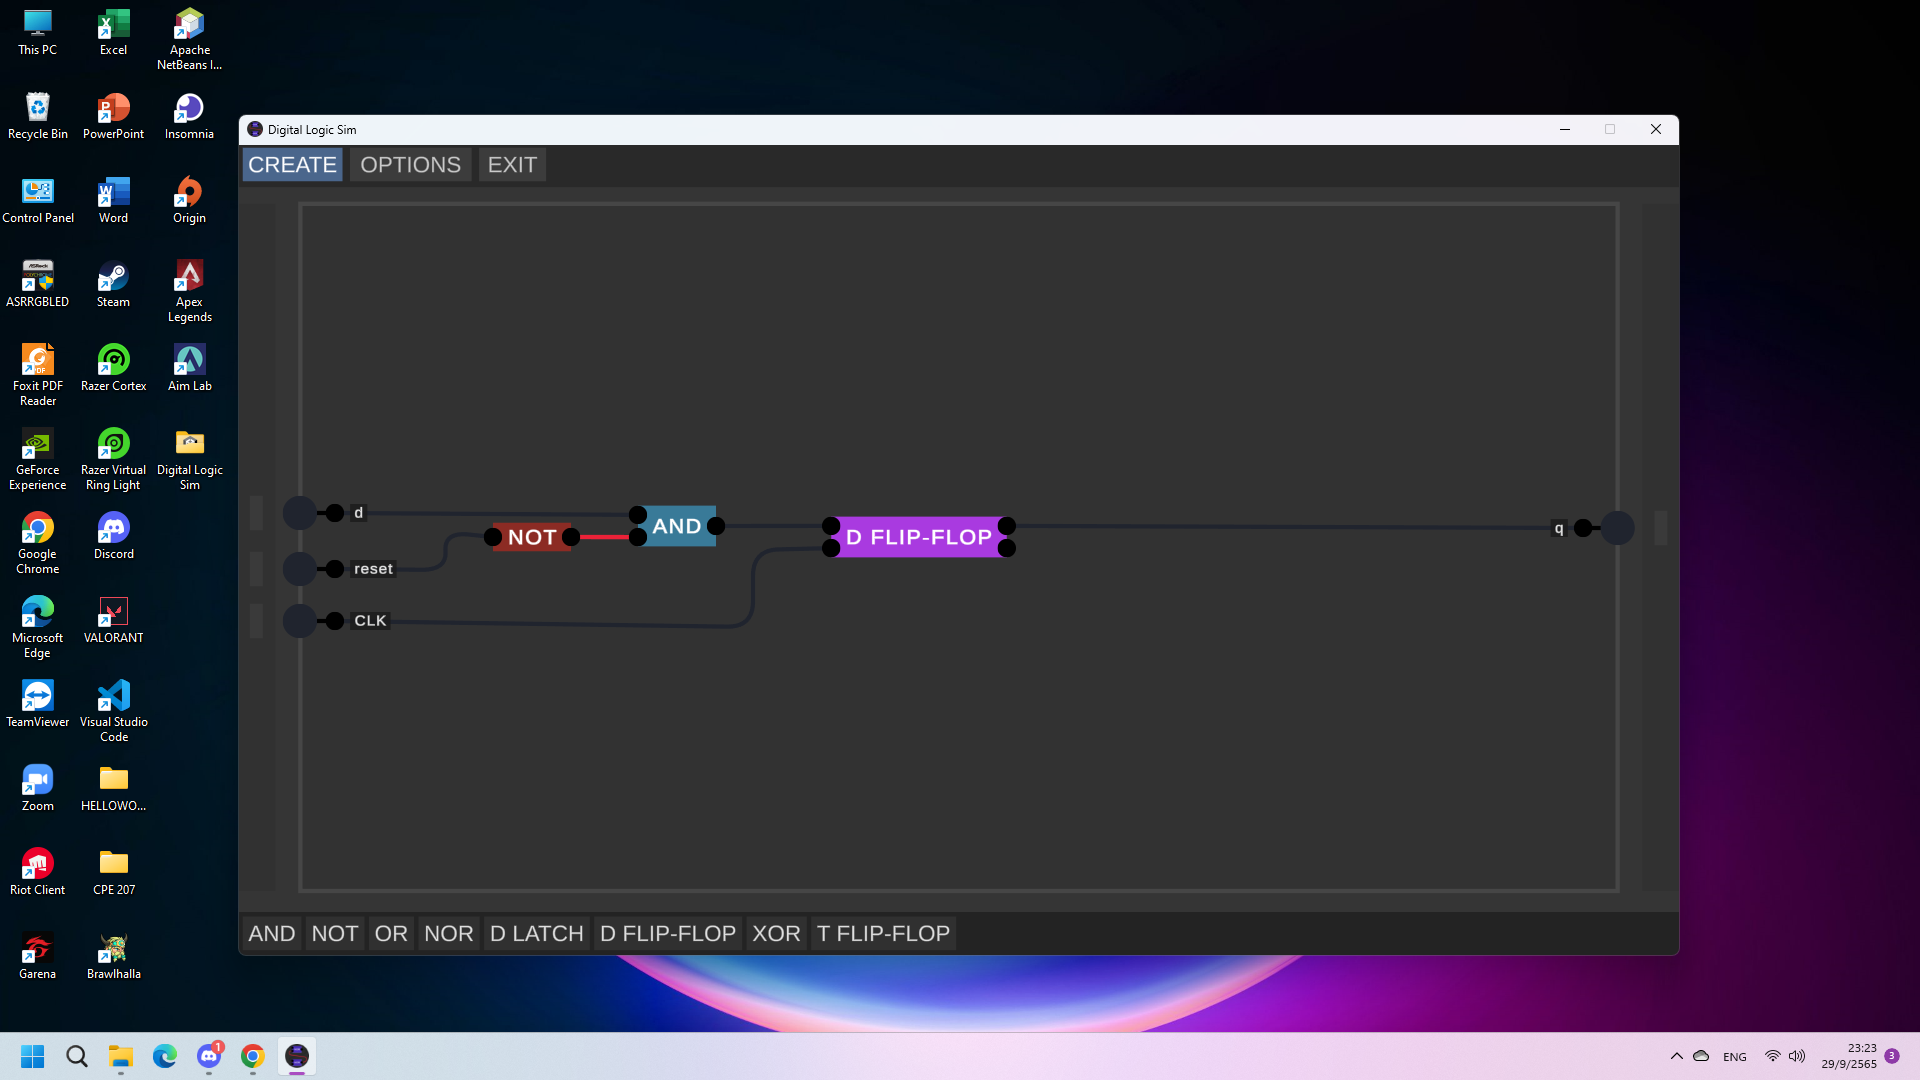 This PC
Excel
Apache
NetBeans I...
Recycle Bin
PowerPoint
Insomnia
Control Panel
Word
Origin
ASRRGBLED
Steam
Apex
Legends
Foxit PDF
Reader
Razer Cortex
Aim Lab
GeForce
Experience
Razer Virtual
Ring Light
Digital Logic
Sim
Google
Chrome
Discord
Microsoft
Edge
VALORANT
TeamViewer
Visual Studio
Code
Zoom
HELLOWO...
Riot Client
CPE 207
Garena
Brawlhalla
Digital Logic Sim
CREATE OPTIONS EXIT
d
reset
CLK
NOT
AND
D FLIP-FLOP
q
AND NOT OR NOR D LATCH D FLIP-FLOP XOR T FLIP-FLOP
1
ENG
23:23
29/9/2565
3